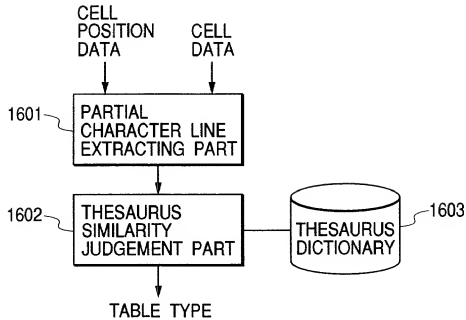 CELL
POSITION
DATA
CELL
DATA
1601
PARTIAL
CHARACTER LINE
EXTRACTING PART
1602
THESAURUS
SIMILARITY
JUDGEMENT PART
THESAURUS
DICTIONARY
1603
TABLE TYPE